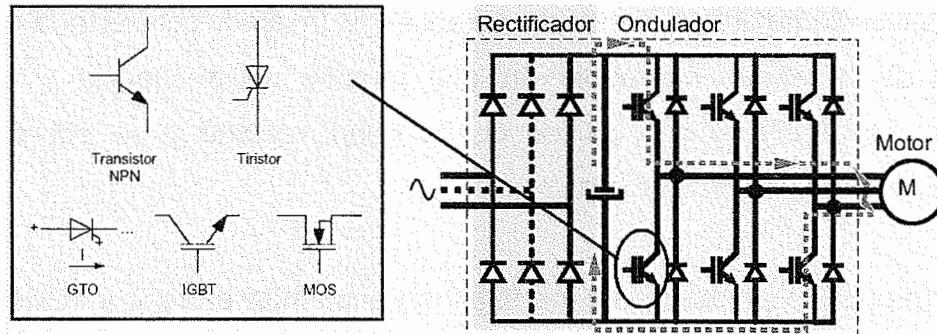 Rectificador Ondulador
Transistor
NPN
Tiristor
GTO
IGBT
MOS
Motor
M